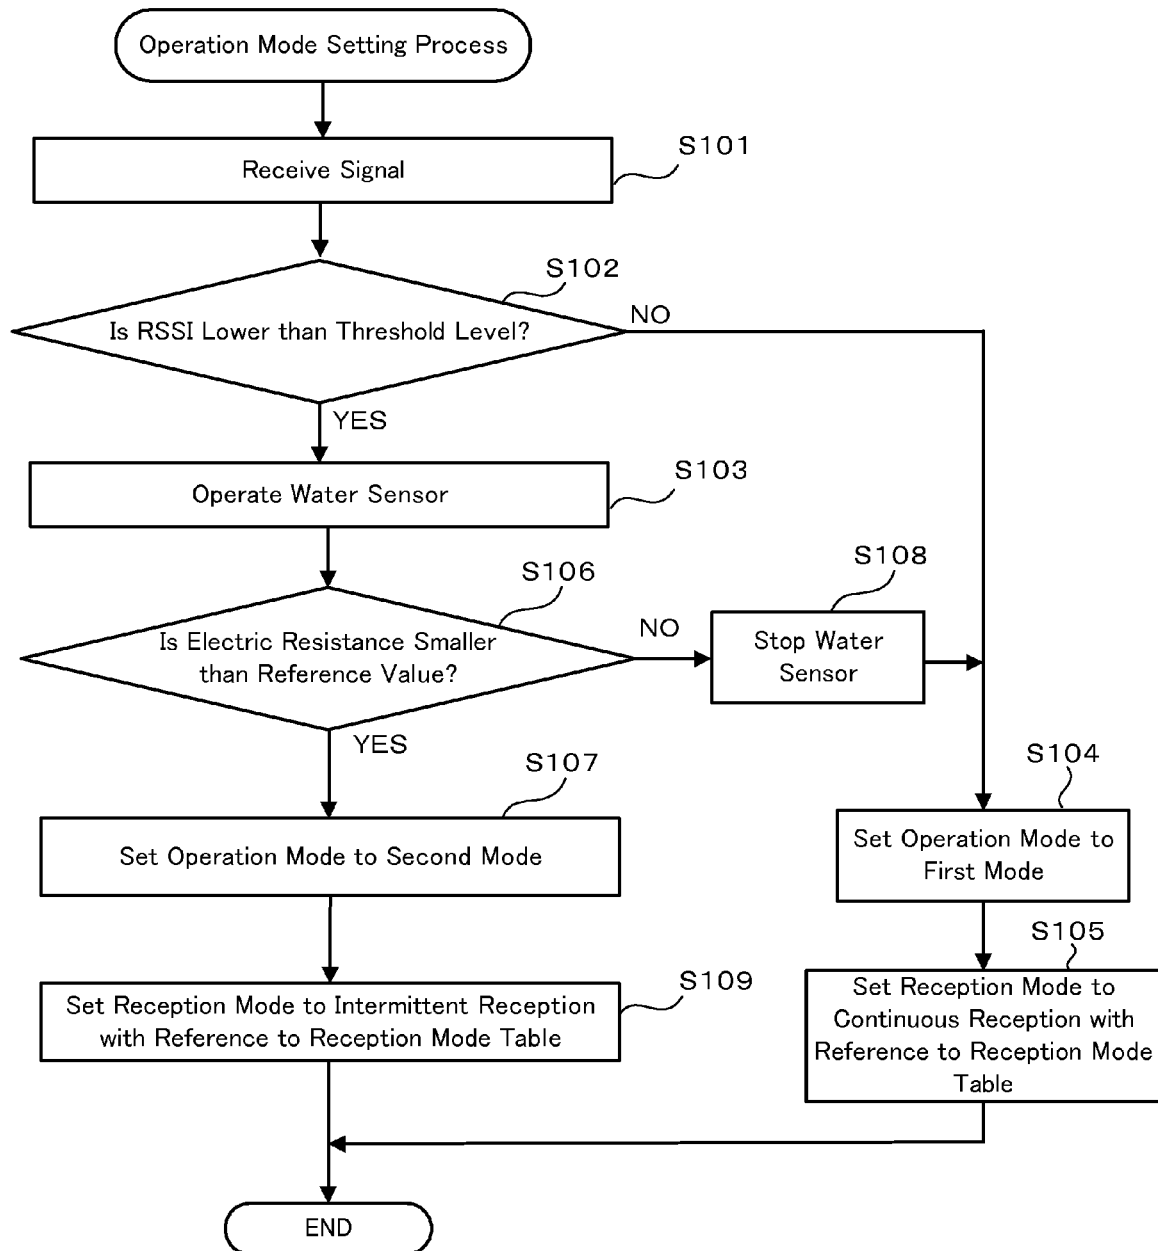 Operation Mode Setting Process
S101
Receive Signal
S102
Is RSSI Lower than Threshold Level?
NO
YES
S103
Operate Water Sensor
S106
Is Electric Resistance Smaller
than Reference Value?
NO
S108
Stop Water
Sensor
YES
S107
Set Operation Mode to Second Mode
S104
Set Operation Mode to
First Mode
S109
Set Reception Mode to Intermittent Reception
with Reference to Reception Mode Table
S105
Set Reception Mode to
Continuous Reception with
Reference to Reception Mode
Table
END